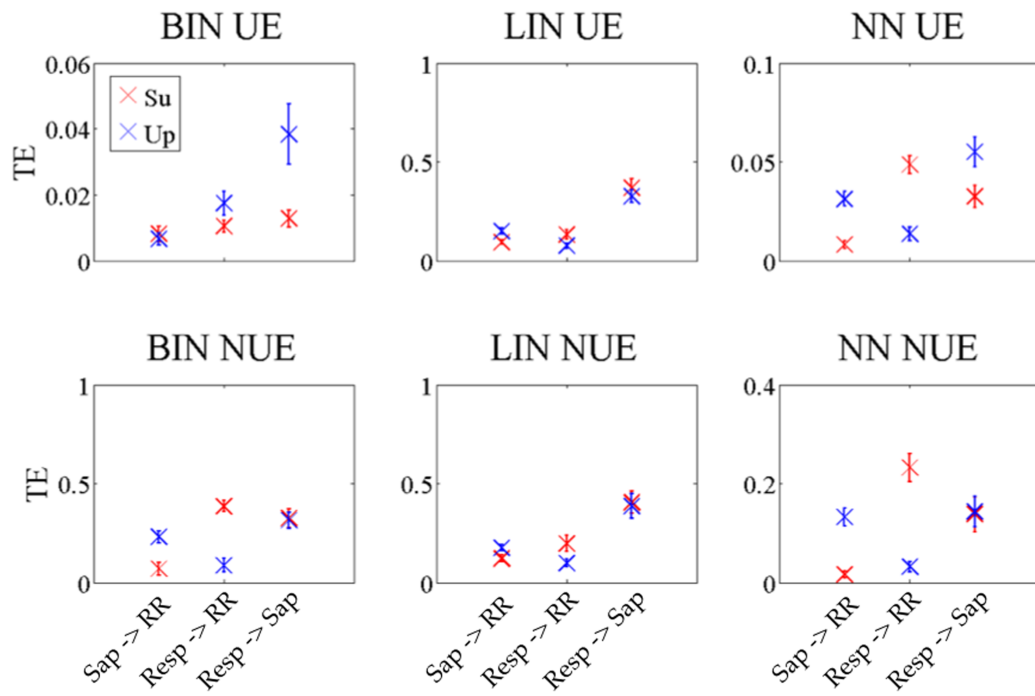 BIN UE
LIN UE
NN UE
TE
0.06
0.04
0.02
0
Su
Up
1
0.5
0
0.1
0.05
0
BIN NUE
LIN NUE
NN NUE
TE
1
0.5
0
1
0.5
0
0.4
0.2
0
Sap -> RR
Resp -> RR
Resp -> Sap
Sap -> RR
Resp -> RR
Resp -> Sap
Sap -> RR
Resp -> RR
Resp -> Sap